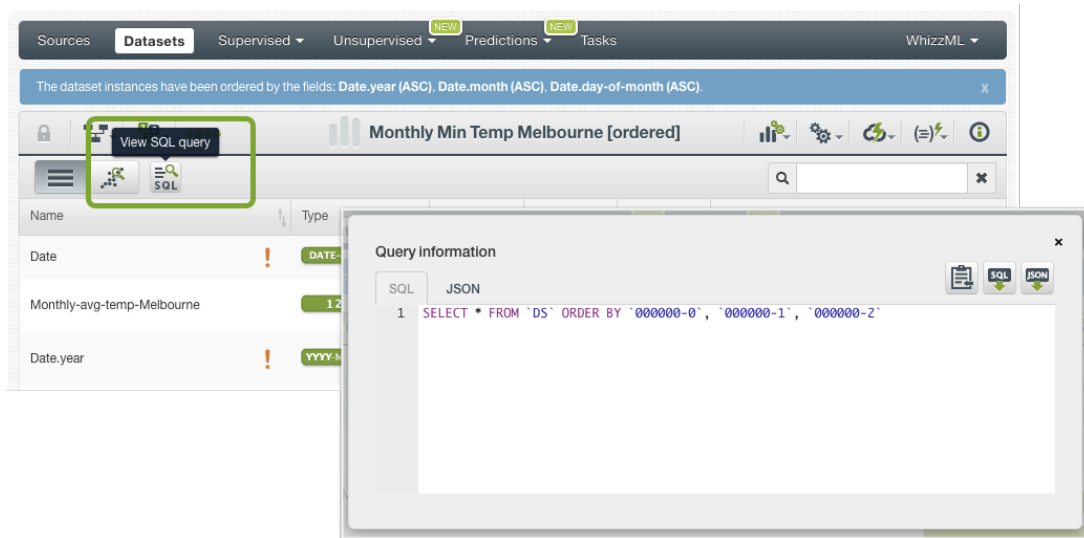 NEW NEW
Sources Datasets Supervised Unsupervised Predictions Tasks WhizzML
The dataset instances have been ordered by the fields: Date.year (ASC), Date.month (ASC), Date.day-of-month (ASC). x
View SQL query
Monthly Min Temp Melbourne [ordered]
SQL
Name Type
Date ! DATE-
Monthly-avg-temp-Melbourne 12
Date.year ! YYYY-M
Query information
SQL JSON
SQL JSON
1 SELECT * FROM `DS` ORDER BY `000000-0`, `000000-1`, `000000-2`